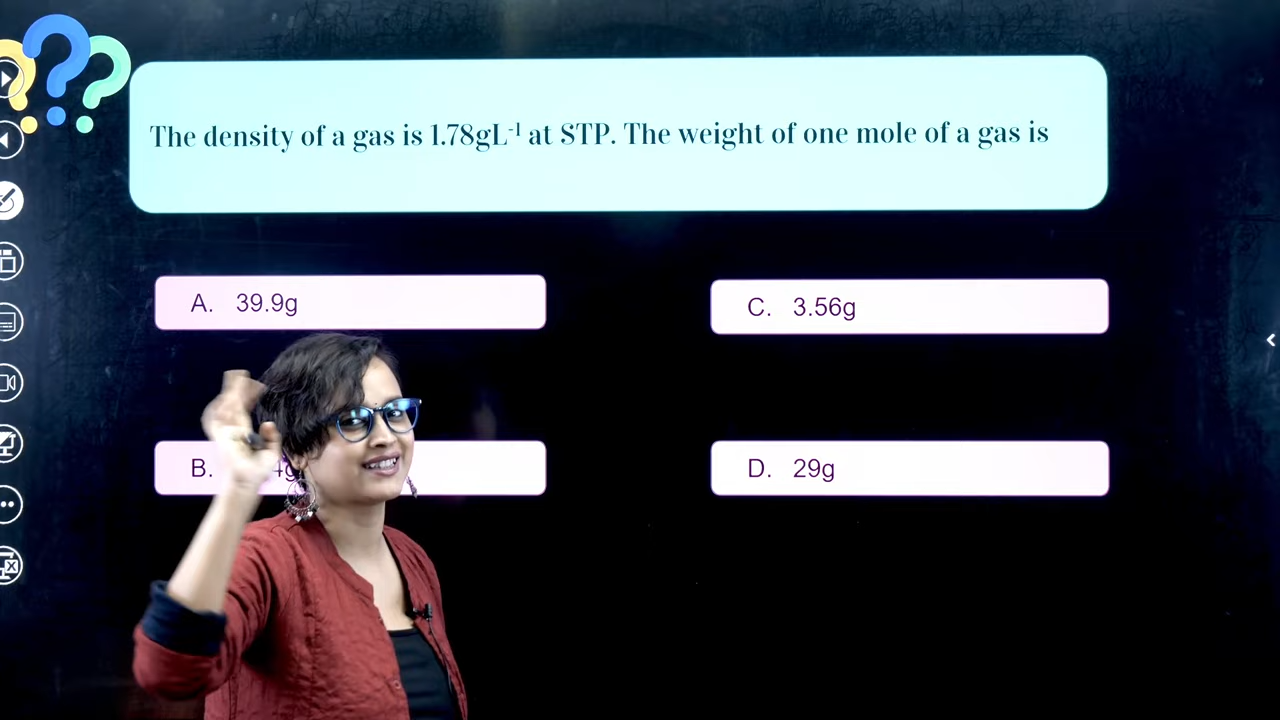 The density of a gas is 1.78gL⁻¹ at STP. The weight of one mole of a gas is
A. 39.9g
C. 3.56g
B.
D. 29g